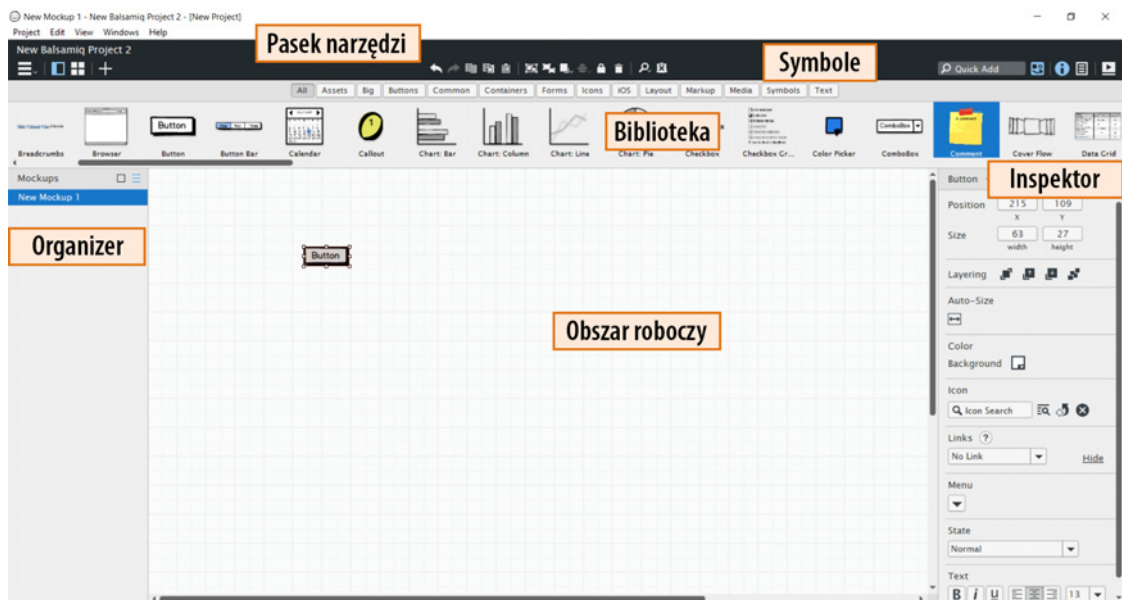 New Mockup 1 - New Balsamiq Project 2 - [New Project]
Project Edit View Windows Help
Pasek narzędzi
New Balsamiq Project 2
Symbole
Quick Add
All Assets Big Buttons Common Containers Forms Icons iOS Layout Markup Media Symbols Text
Button
1
ComboBox
Biblioteka
Breadcrumbs Browser Button Button Bar Calendar Callout Chart: Bar Chart: Column Chart: Line Chart: Pie Checkbox Checkbox Gr... Color Picker ComboBox Comment Cover Flow Data Grid
Mockups
New Mockup 1
Organizer
Button
Obszar roboczy
Button
Inspektor
Position 215 109
X Y
Size 63 27
width height
Layering
Auto-Size
Color
Background
Icon
Icon Search
Links ?
No Link Hide
Menu
State
Normal
Text
B i U 13